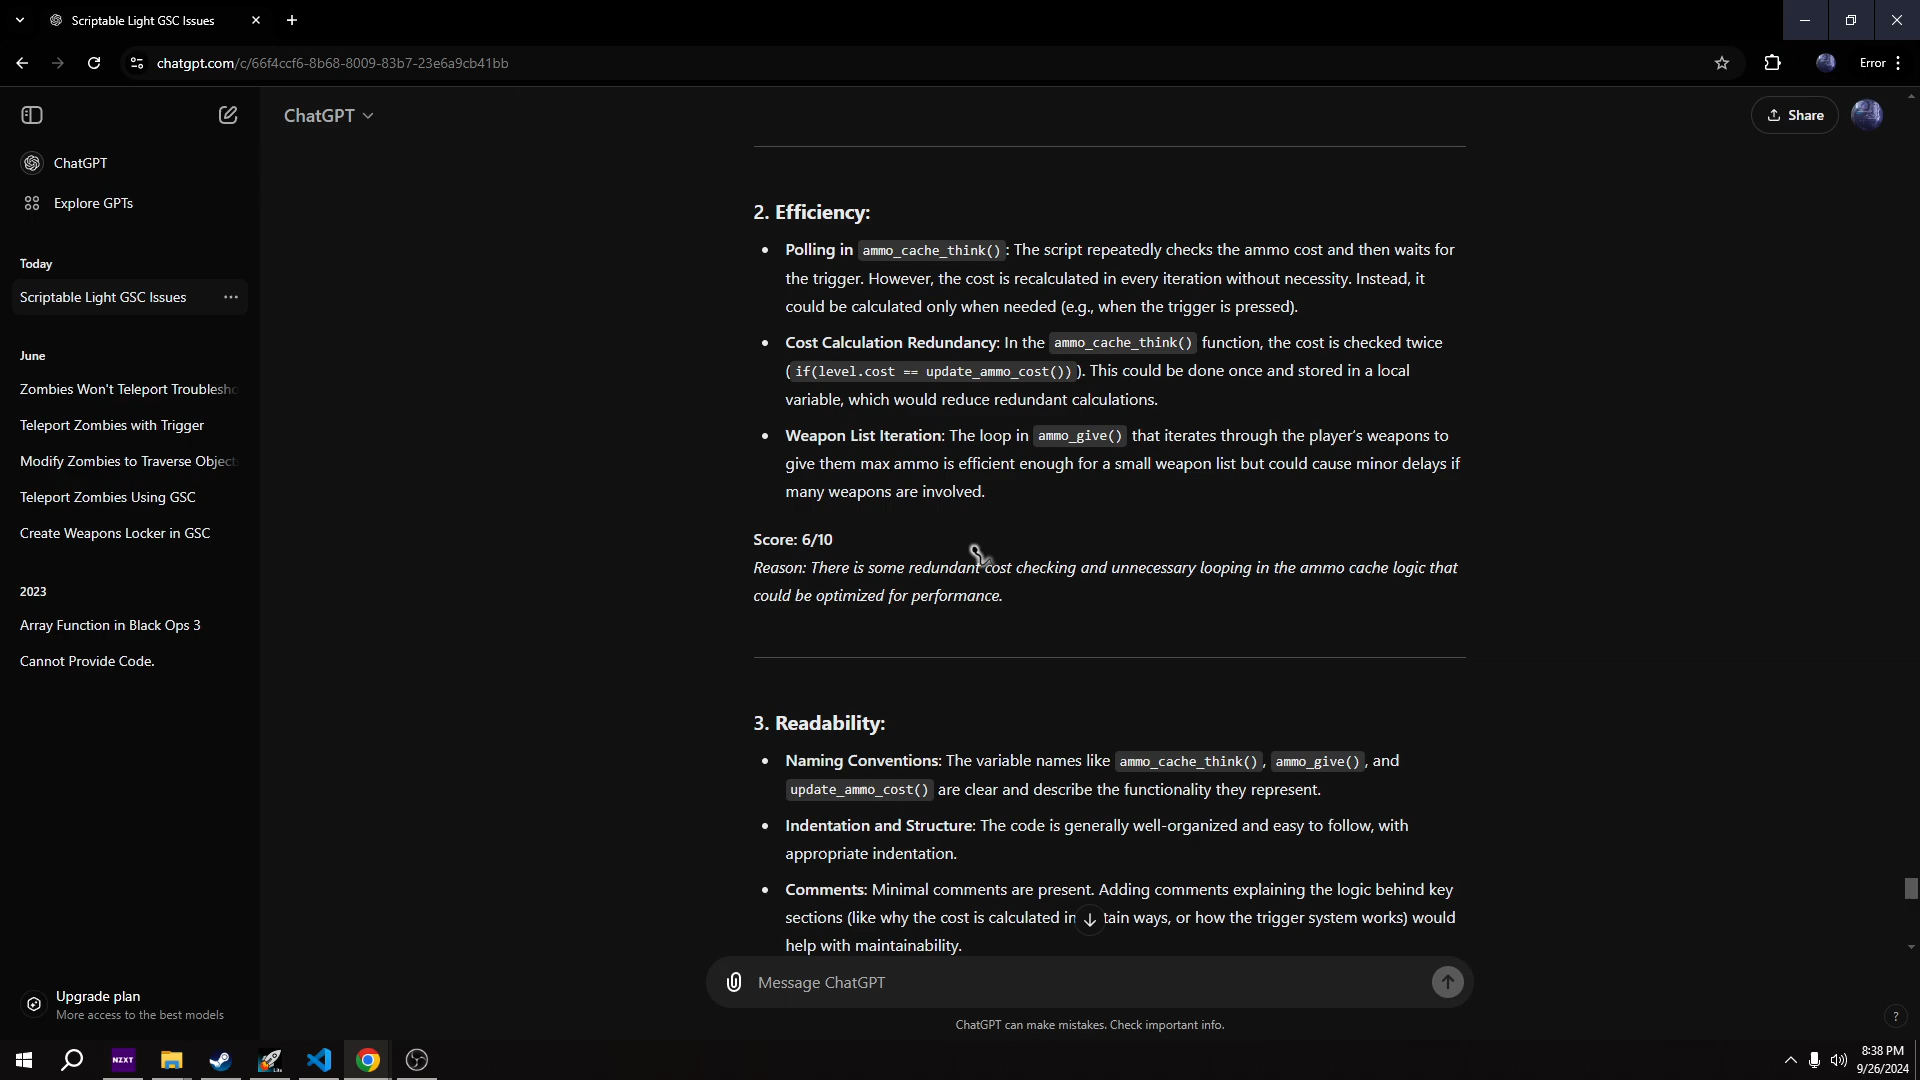 Scriptable Light GSC Issues
chatgpt.com/c/66f4ccf6-8b68-8009-83b7-23e6a9cb41bb
Error
ChatGPT
Share
ChatGPT
Explore GPTs
Today
Scriptable Light GSC Issues
June
Zombies Won't Teleport Troublesho
Teleport Zombies with Trigger
Modify Zombies to Traverse Object
Teleport Zombies Using GSC
Create Weapons Locker in GSC
2023
Array Function in Black Ops 3
Cannot Provide Code.
Upgrade plan
More access to the best models
2. Efficiency:
Polling in ammo_cache_think(): The script repeatedly checks the ammo cost and then waits for
the trigger. However, the cost is recalculated in every iteration without necessity. Instead, it
could be calculated only when needed (e.g., when the trigger is pressed).
Cost Calculation Redundancy: In the ammo_cache_think() function, the cost is checked twice
(if(level.cost == update_ammo_cost())). This could be done once and stored in a local
variable, which would reduce redundant calculations.
Weapon List Iteration: The loop in ammo_give() that iterates through the player's weapons to
give them max ammo is efficient enough for a small weapon list but could cause minor delays if
many weapons are involved.
Score: 6/10
Reason: There is some redundant cost checking and unnecessary looping in the ammo cache logic that
could be optimized for performance.
3. Readability:
Naming Conventions: The variable names like ammo_cache_think(), ammo_give(), and
update_ammo_cost() are clear and describe the functionality they represent.
Indentation and Structure: The code is generally well-organized and easy to follow, with
appropriate indentation.
Comments: Minimal comments are present. Adding comments explaining the logic behind key
sections (like why the cost is calculated in tain ways, or how the trigger system works) would
help with maintainability.
Message ChatGPT
ChatGPT can make mistakes. Check important info.
?
NZXT
Lite
8:38 PM
9/26/2024